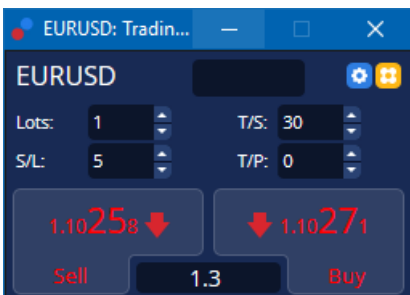 EURUSD: Tradin...
EURUSD
Lots: 1 T/S: 30
S/L: 5 T/P: 0
1.10258 1.10271
Sell 1.3 Buy